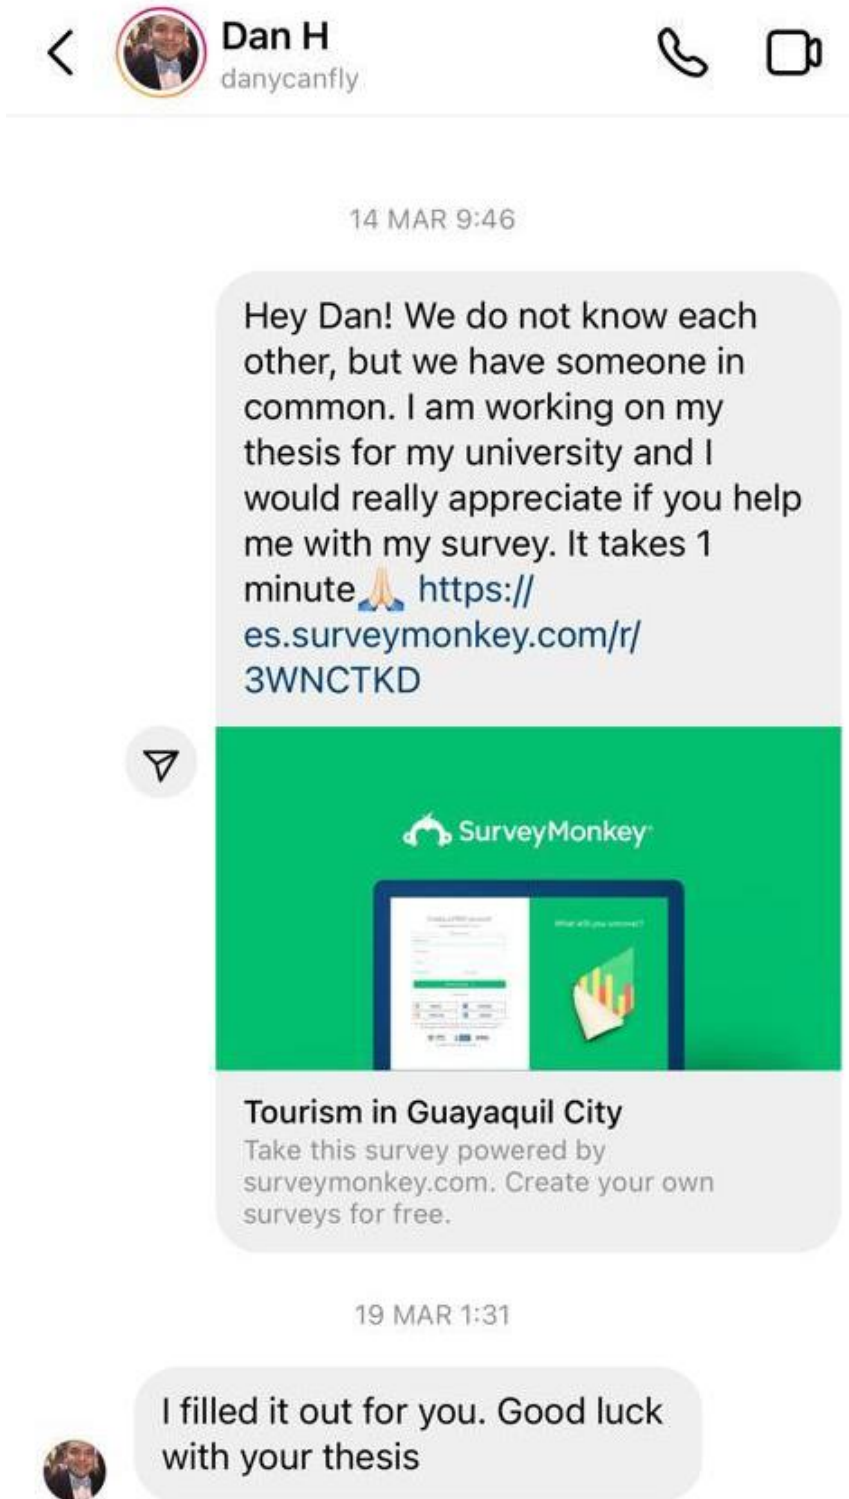 Dan H
danycanfly
14 MAR 9:46
Hey Dan! We do not know each
other, but we have someone in
common. I am working on my
thesis for my university and I
would really appreciate if you help
me with my survey. It takes 1
minute🙏🏻 https://
es.surveymonkey.com/r/
3WNCTKD
SurveyMonkey
What will you uncover?
Tourism in Guayaquil City
Take this survey powered by
surveymonkey.com. Create your own
surveys for free.
19 MAR 1:31
I filled it out for you. Good luck
with your thesis